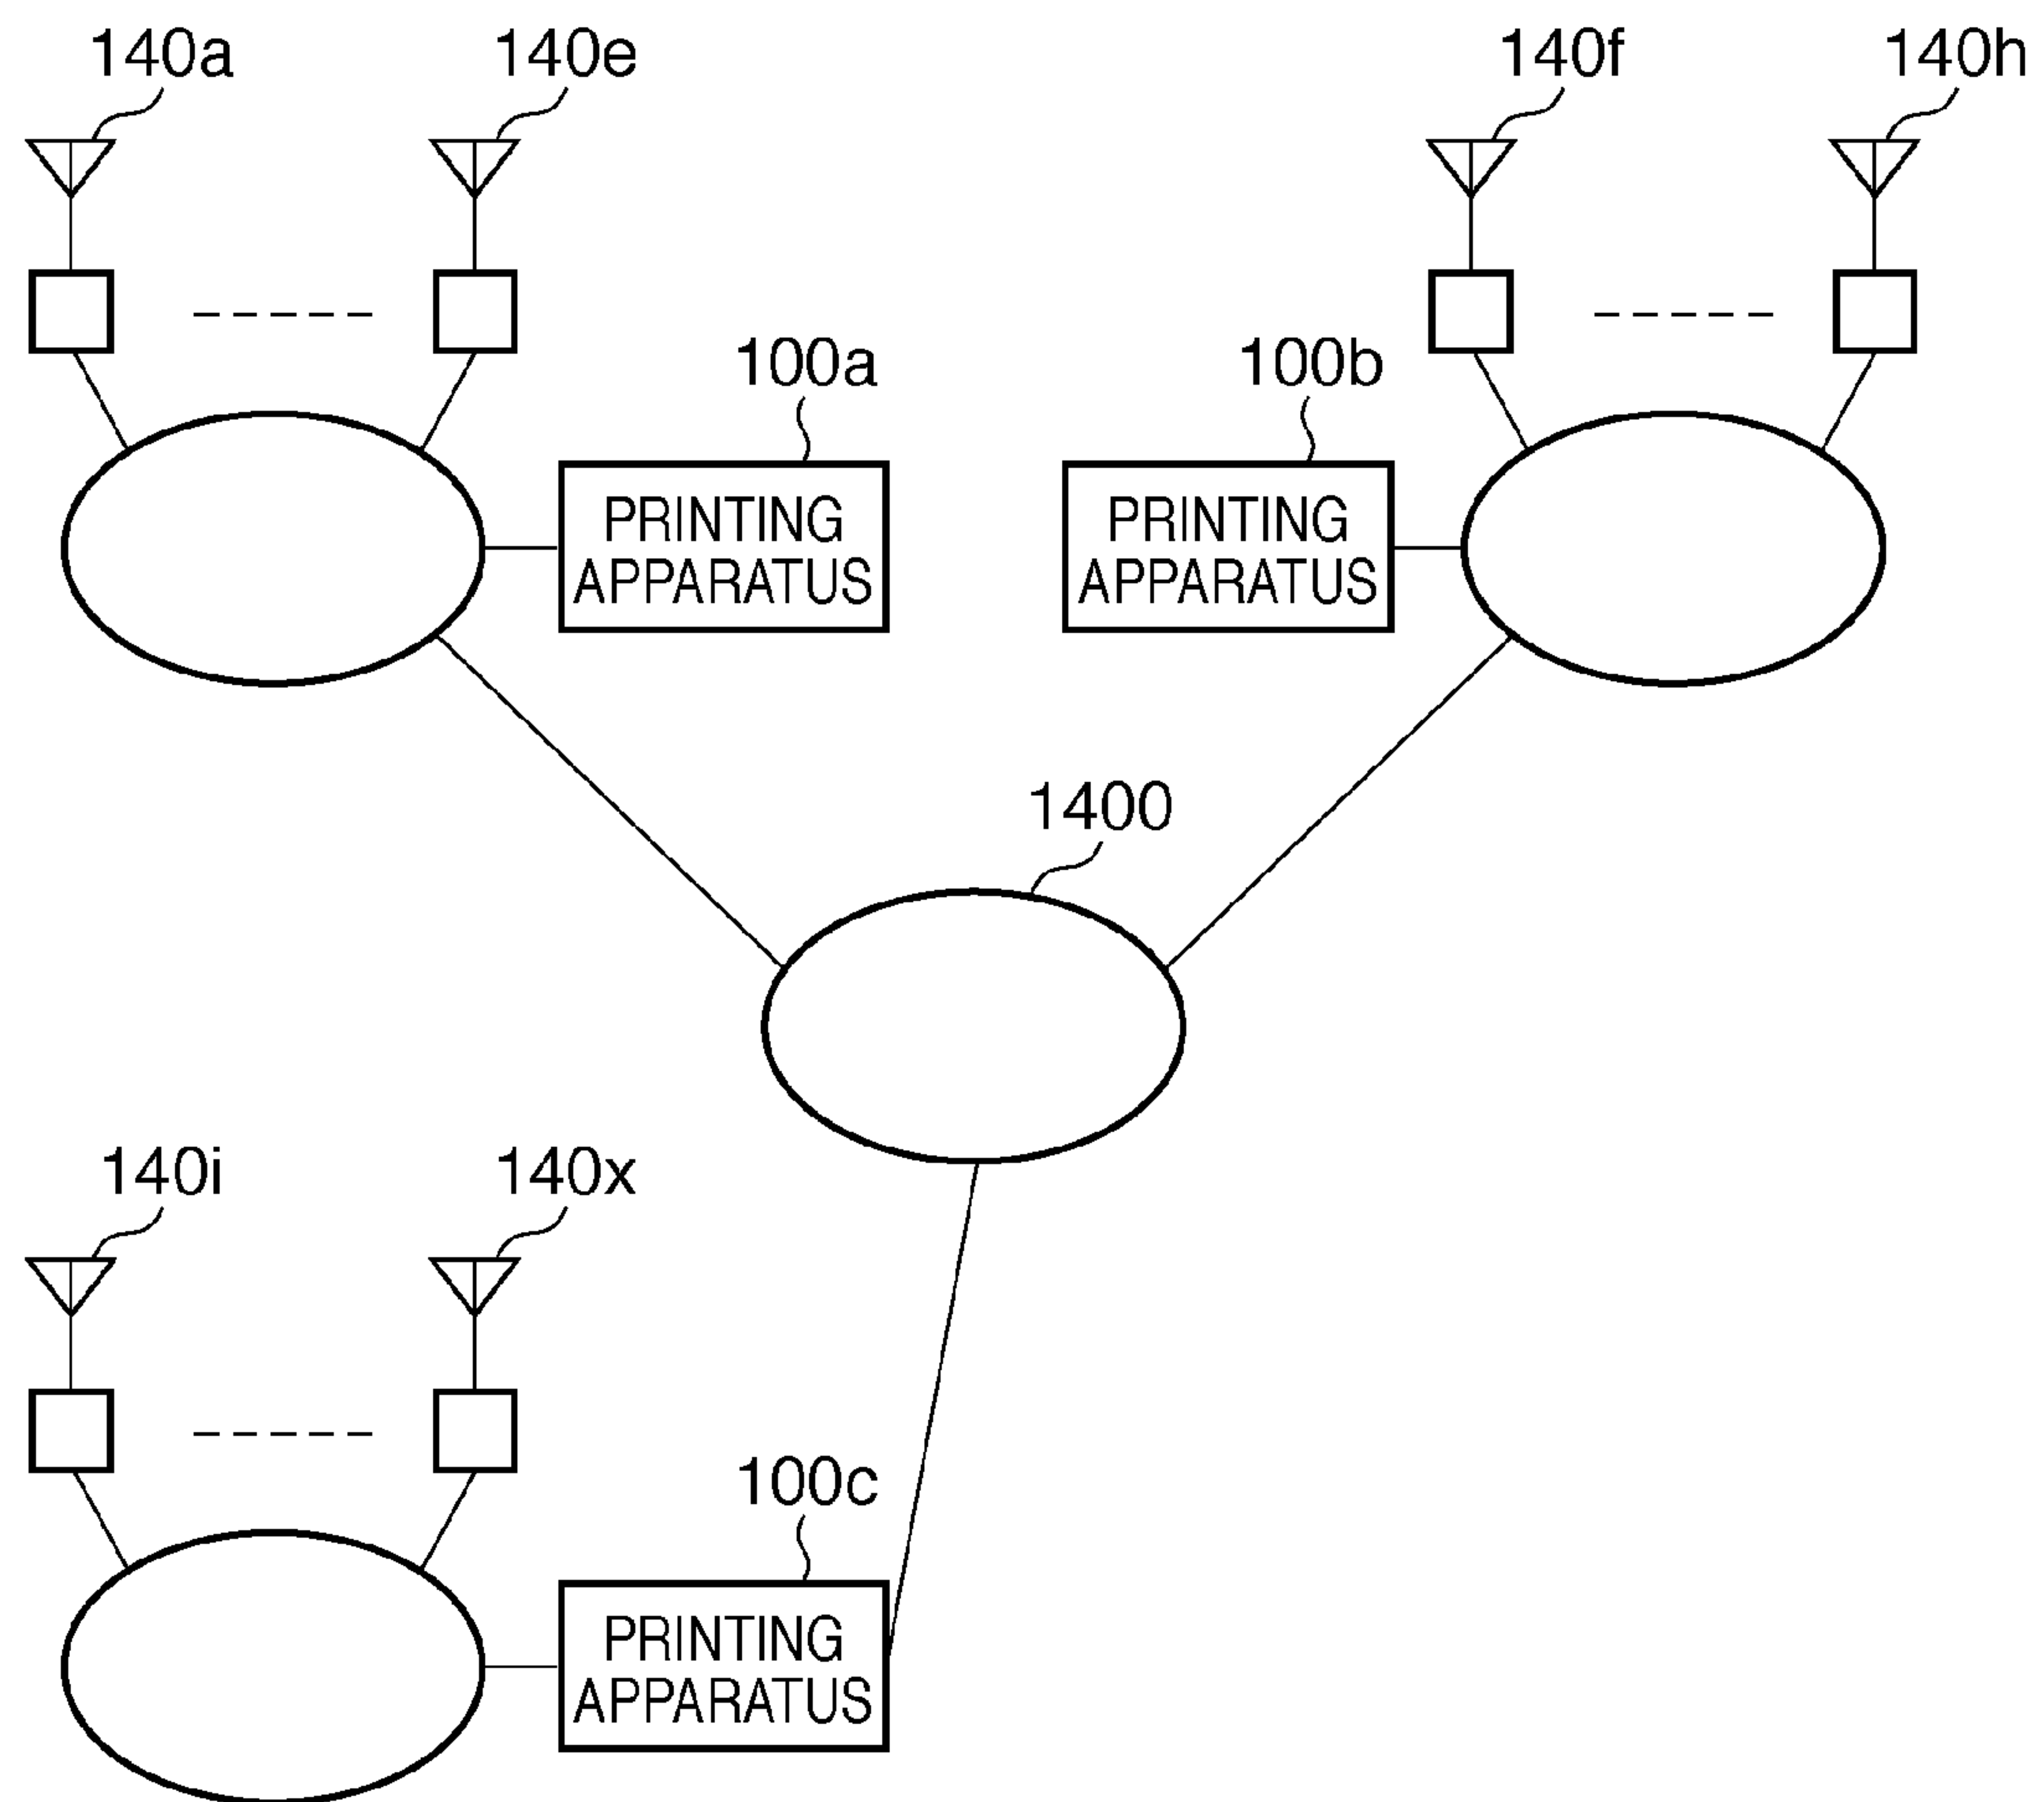 140a
140e
140f
140h
100a
100b
PRINTING
APPARATUS
PRINTING
APPARATUS
1400
140i
140x
100c
PRINTING
APPARATUS